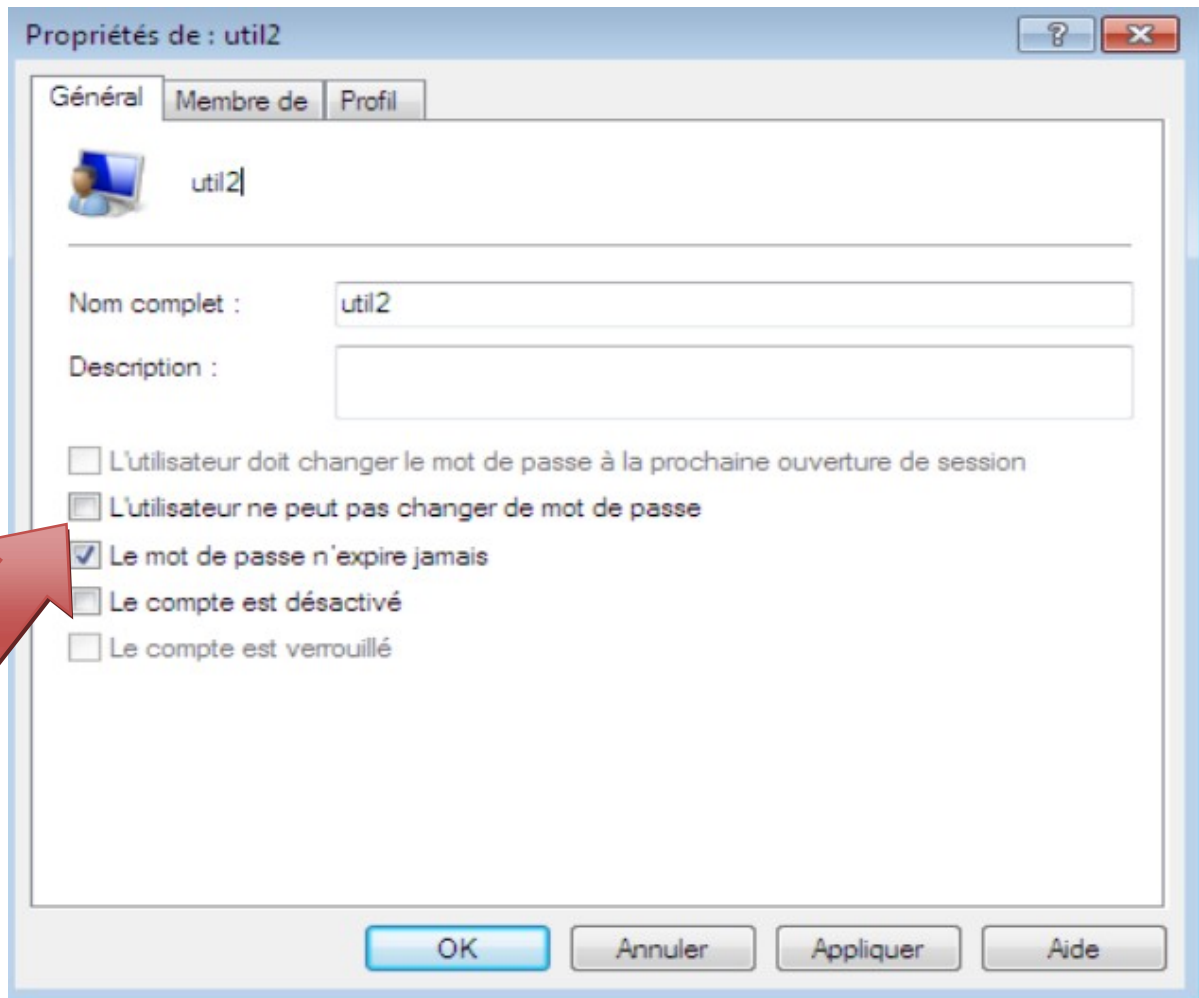 Propriétés de : util2
Général Membre de Profil
util2
Nom complet : util2
Description :
L'utilisateur doit changer le mot de passe à la prochaine ouverture de session
L'utilisateur ne peut pas changer de mot de passe
Le mot de passe n'expire jamais
Le compte est désactivé
Le compte est verrouillé
OK Annuler Appliquer Aide